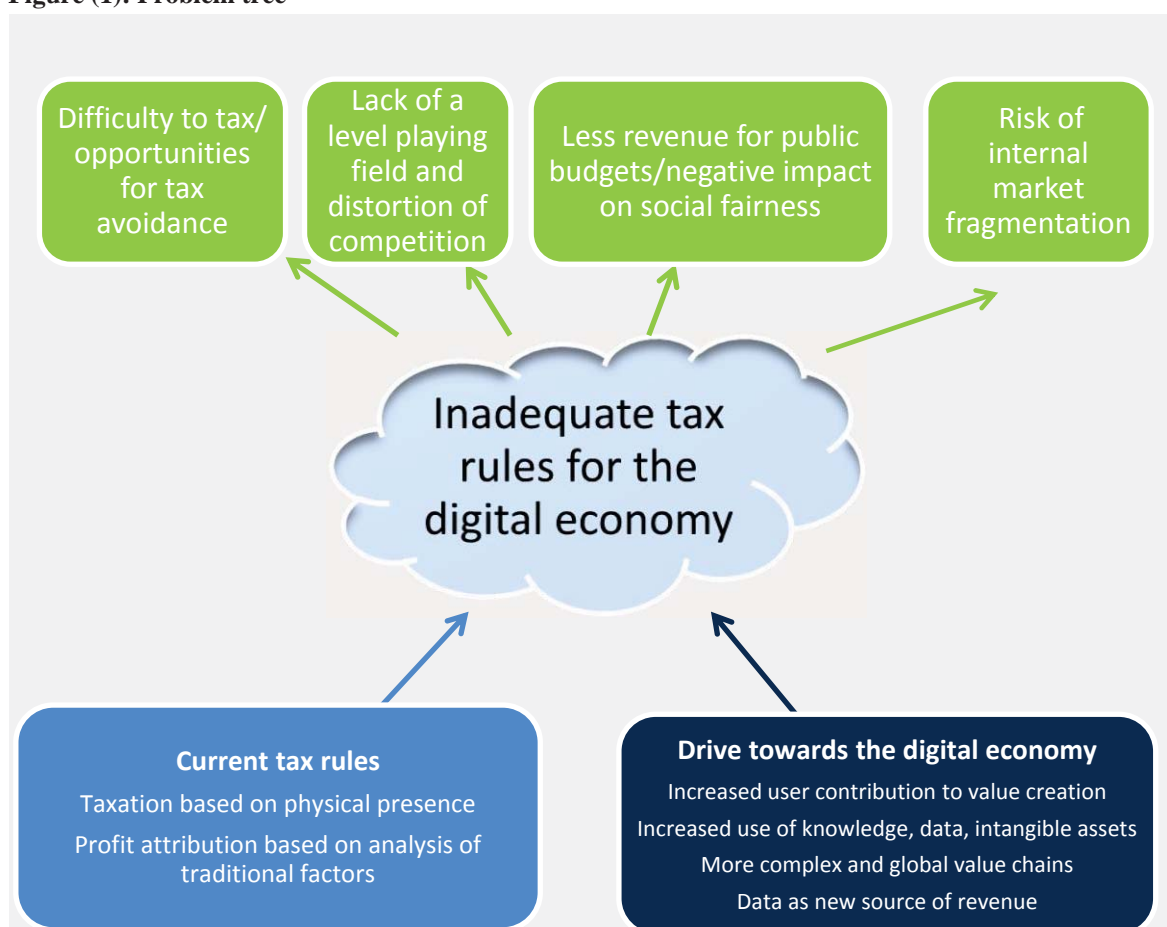 Figure (1): Problem tree
Difficulty to tax/
opportunities
for tax
avoidance
Lack of a
level playing
field and
distortion of
competition
Less revenue for public
budgets/negative impact
on social fairness
Risk of
internal
market
fragmentation
Inadequate tax
rules for the
digital economy
Current tax rules
Taxation based on physical presence
Profit attribution based on analysis of
traditional factors
Drive towards the digital economy
Increased user contribution to value creation
Increased use of knowledge, data, intangible assets
More complex and global value chains
Data as new source of revenue